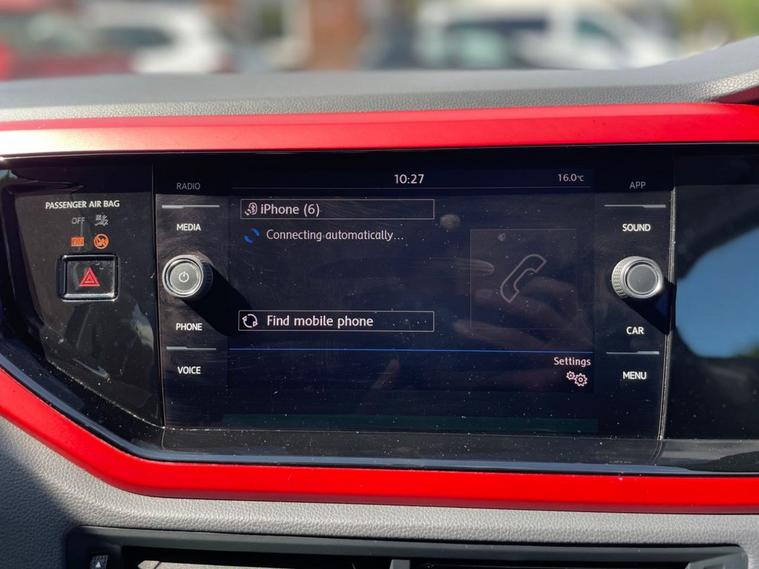 RADIO
10:27
16.0°C
APP
PASSENGER AIR BAG
OFF
iPhone (6)
MEDIA
SOUND
Connecting automatically...
PHONE
Find mobile phone
CAR
Settings
VOICE
MENU